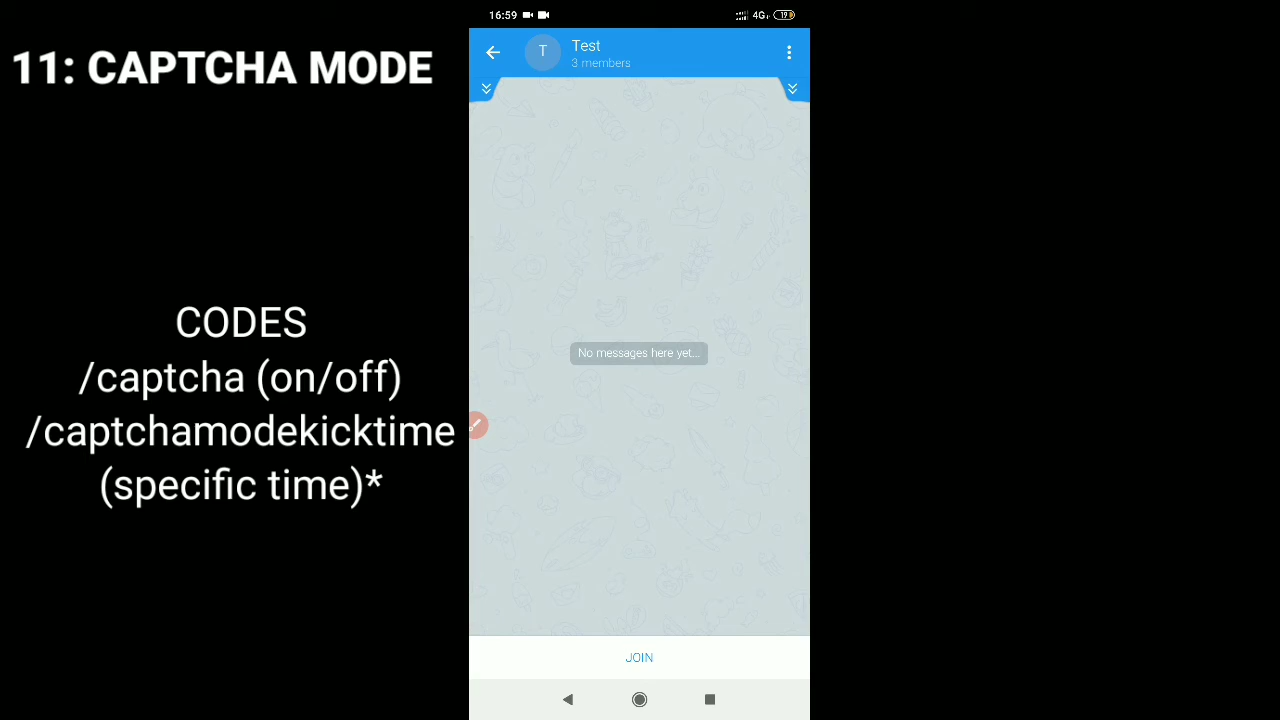 11: CAPTCHA MODE
CODES
/captcha (on/off)
/captchamodekicktime
(specific time)*
16:59
4G+
19
T
Test
3 members
No messages here yet...
JOIN